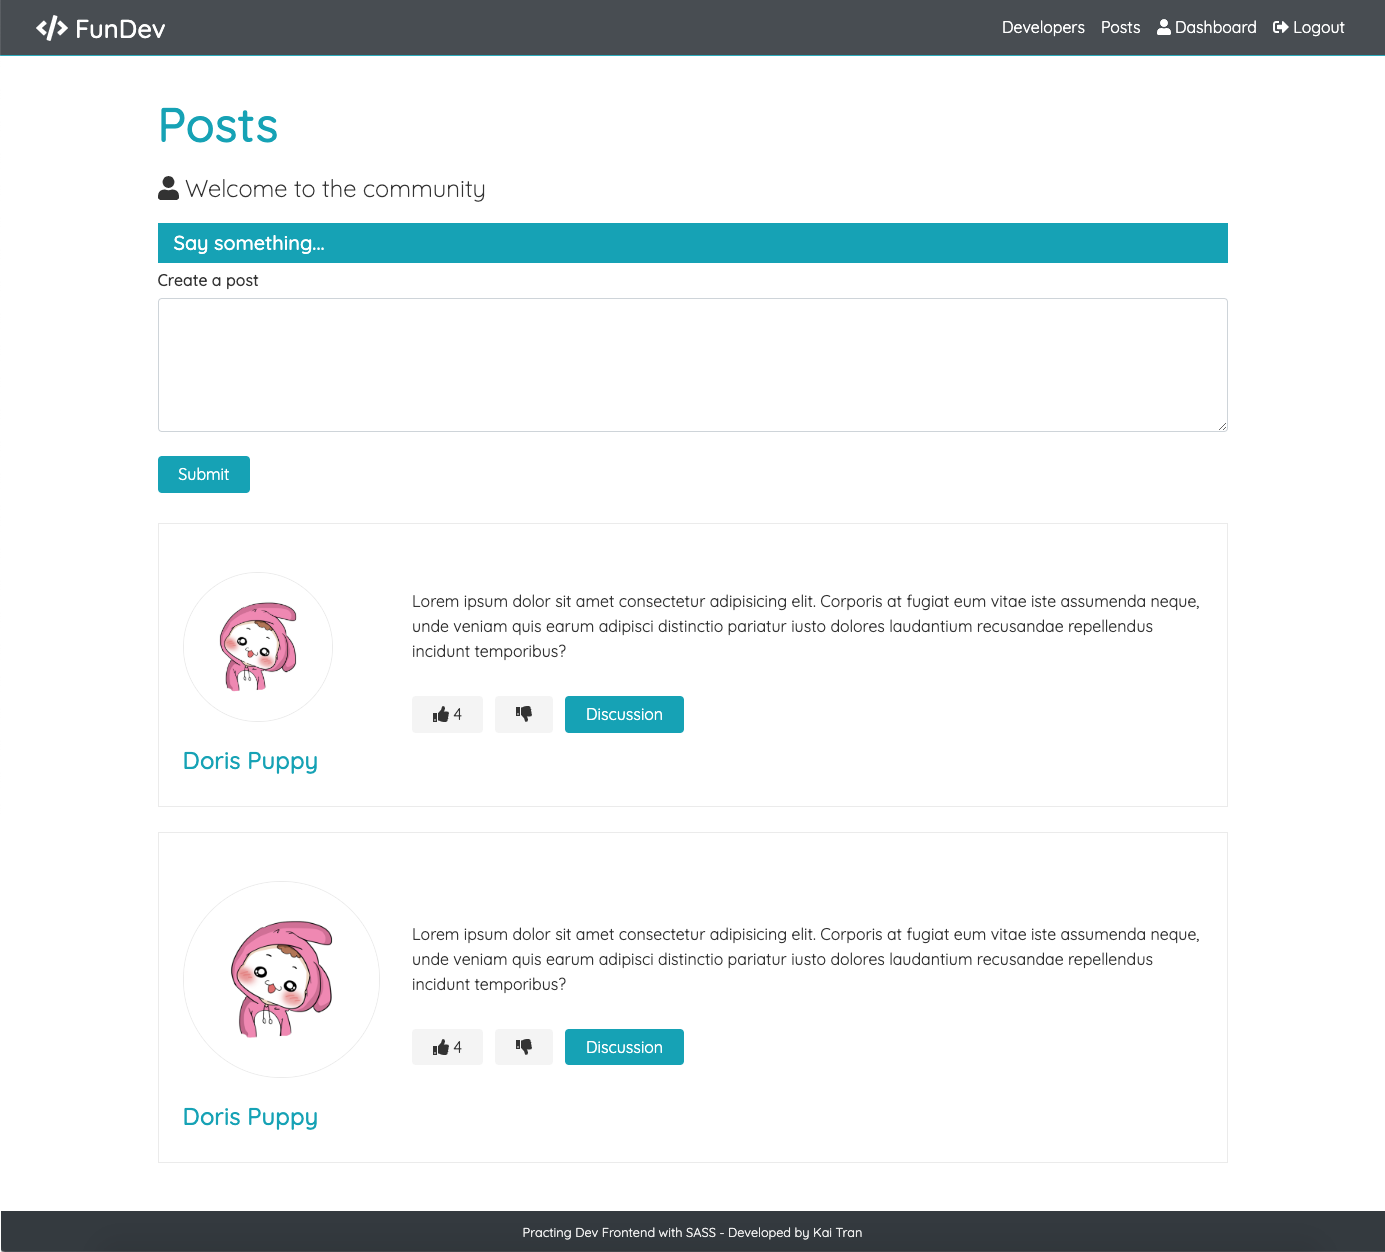 FunDev
Developers Posts Dashboard Logout
Posts
Welcome to the community
Say something...
Create a post
Submit
Lorem ipsum dolor sit amet consectetur adipisicing elit. Corporis at fugiat eum vitae iste assumenda neque,
unde veniam quis earum adipisci distinctio pariatur iusto dolores laudantium recusandae repellendus
incidunt temporibus?
4 Discussion
Doris Puppy
Lorem ipsum dolor sit amet consectetur adipisicing elit. Corporis at fugiat eum vitae iste assumenda neque,
unde veniam quis earum adipisci distinctio pariatur iusto dolores laudantium recusandae repellendus
incidunt temporibus?
4 Discussion
Doris Puppy
Practing Dev Frontend with SASS - Developed by Kai Tran